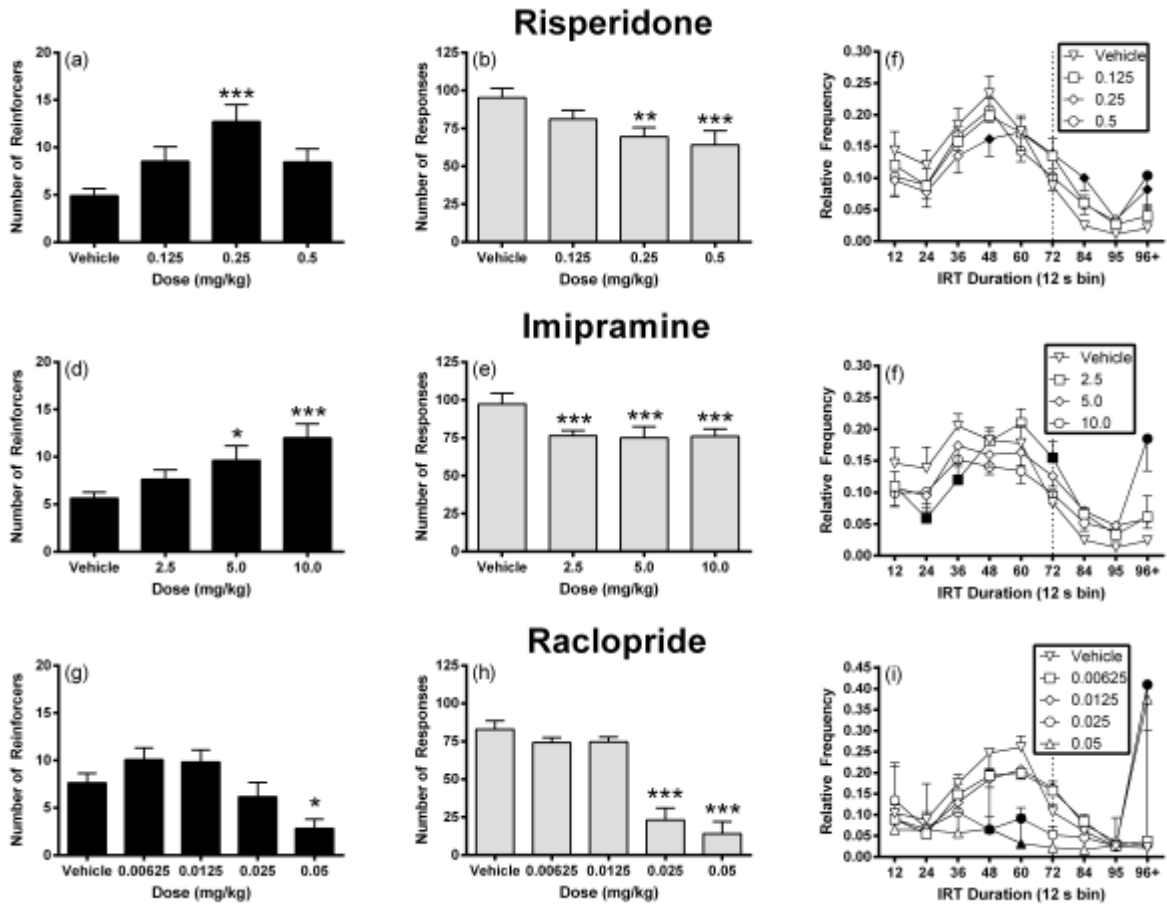 Risperidone
(a)
Number of Reinforcers
20
15
10
5
0
***
Vehicle 0.125 0.25 0.5
Dose (mg/kg)
(b)
Number of Responses
125
100
75
50
25
0
** ***
Vehicle 0.125 0.25 0.5
Dose (mg/kg)
(f)
Relative Frequency
0.30
0.25
0.20
0.15
0.10
0.05
0.00
Vehicle
0.125
0.25
0.5
12 24 36 48 60 72 84 95 96+
IRT Duration (12 s bin)
Imipramine
(d)
Number of Reinforcers
20
15
10
5
0
* ***
Vehicle 2.5 5.0 10.0
Dose (mg/kg)
(e)
Number of Responses
125
100
75
50
25
0
*** *** ***
Vehicle 2.5 5.0 10.0
Dose (mg/kg)
(f)
Relative Frequency
0.30
0.25
0.20
0.15
0.10
0.05
0.00
Vehicle
2.5
5.0
10.0
12 24 36 48 60 72 84 95 96+
IRT Duration (12 s bin)
Raclopride
(g)
Number of Reinforcers
20
15
10
5
0
*
Vehicle 0.00625 0.0125 0.025 0.05
Dose (mg/kg)
(h)
Number of Responses
125
100
75
50
25
0
*** ***
Vehicle 0.00625 0.0125 0.025 0.05
Dose (mg/kg)
(i)
Relative Frequency
0.45
0.40
0.35
0.30
0.25
0.20
0.15
0.10
0.05
0.00
Vehicle
0.00625
0.0125
0.025
0.05
12 24 36 48 60 72 84 95 96+
IRT Duration (12 s bin)